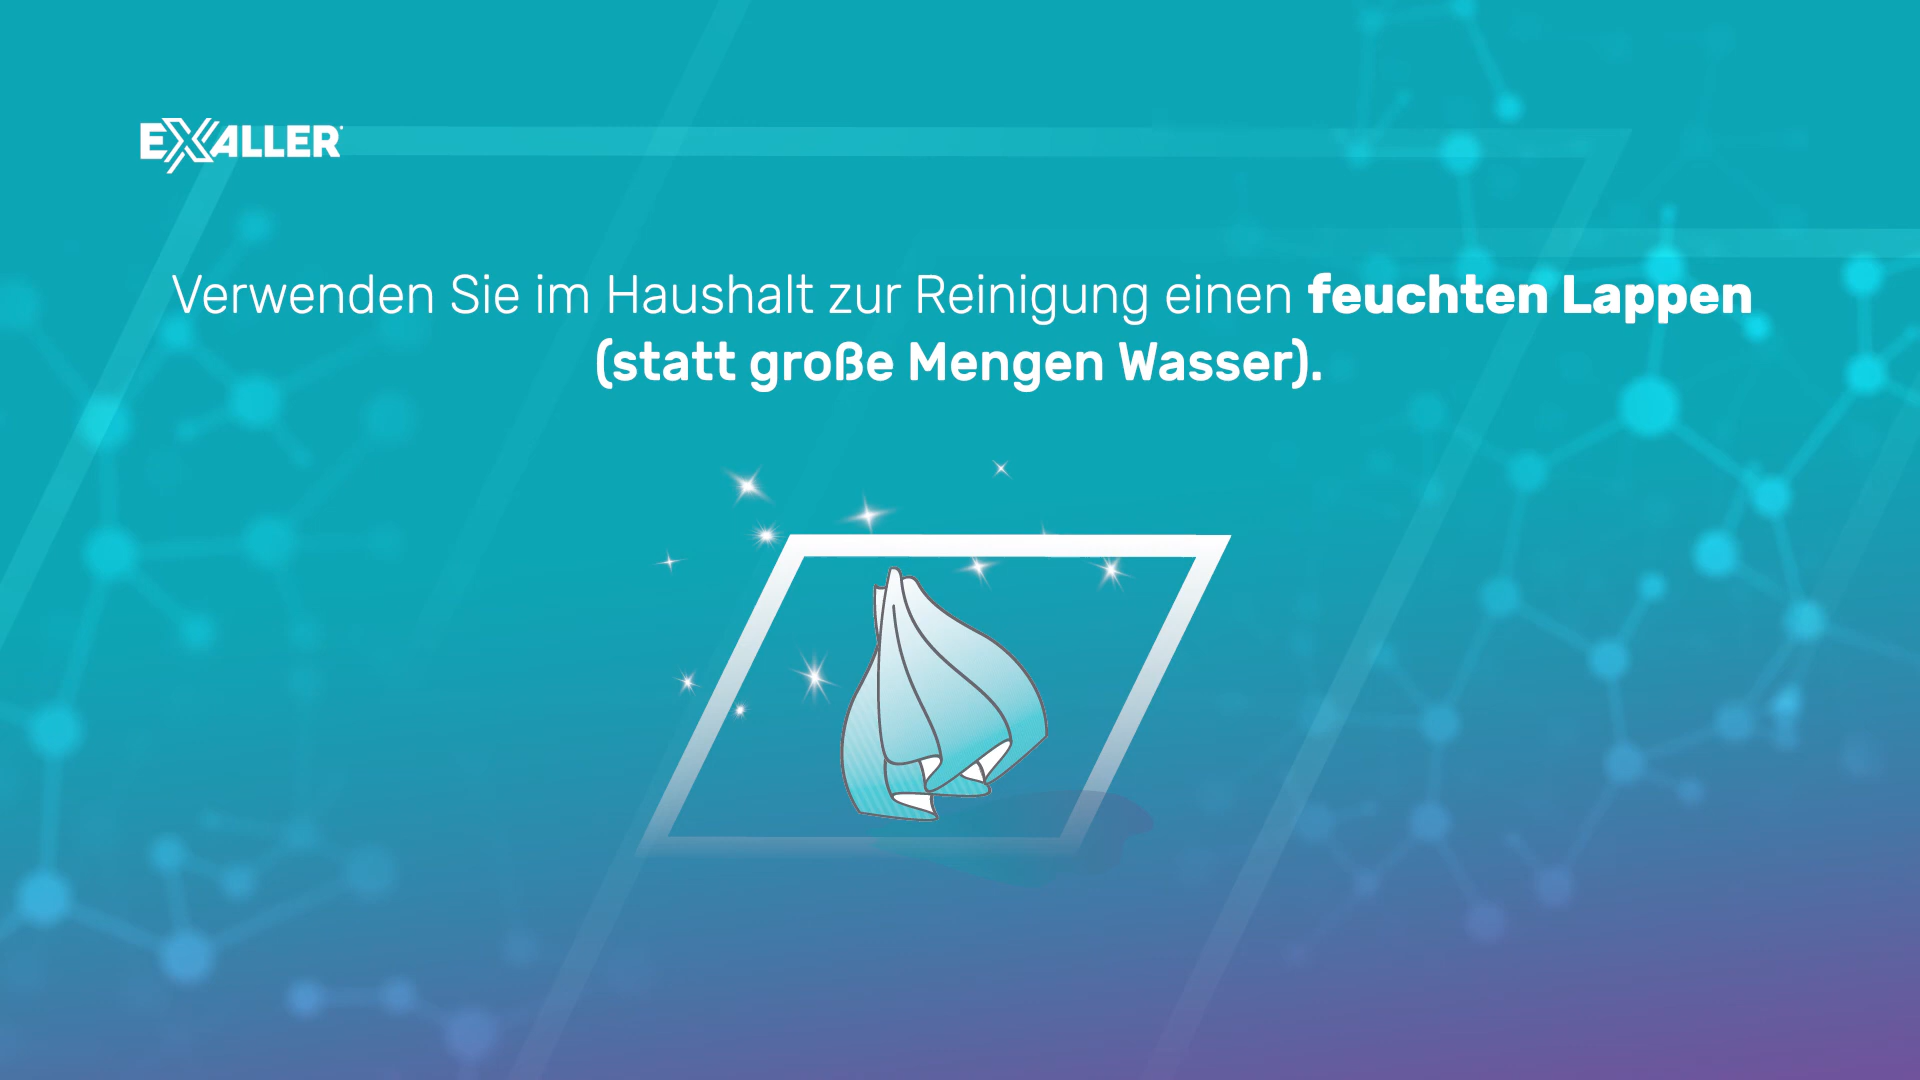 EXALLER
Verwenden Sie im Haushalt zur Reinigung einen feuchten Lappen
(statt große Mengen Wasser).